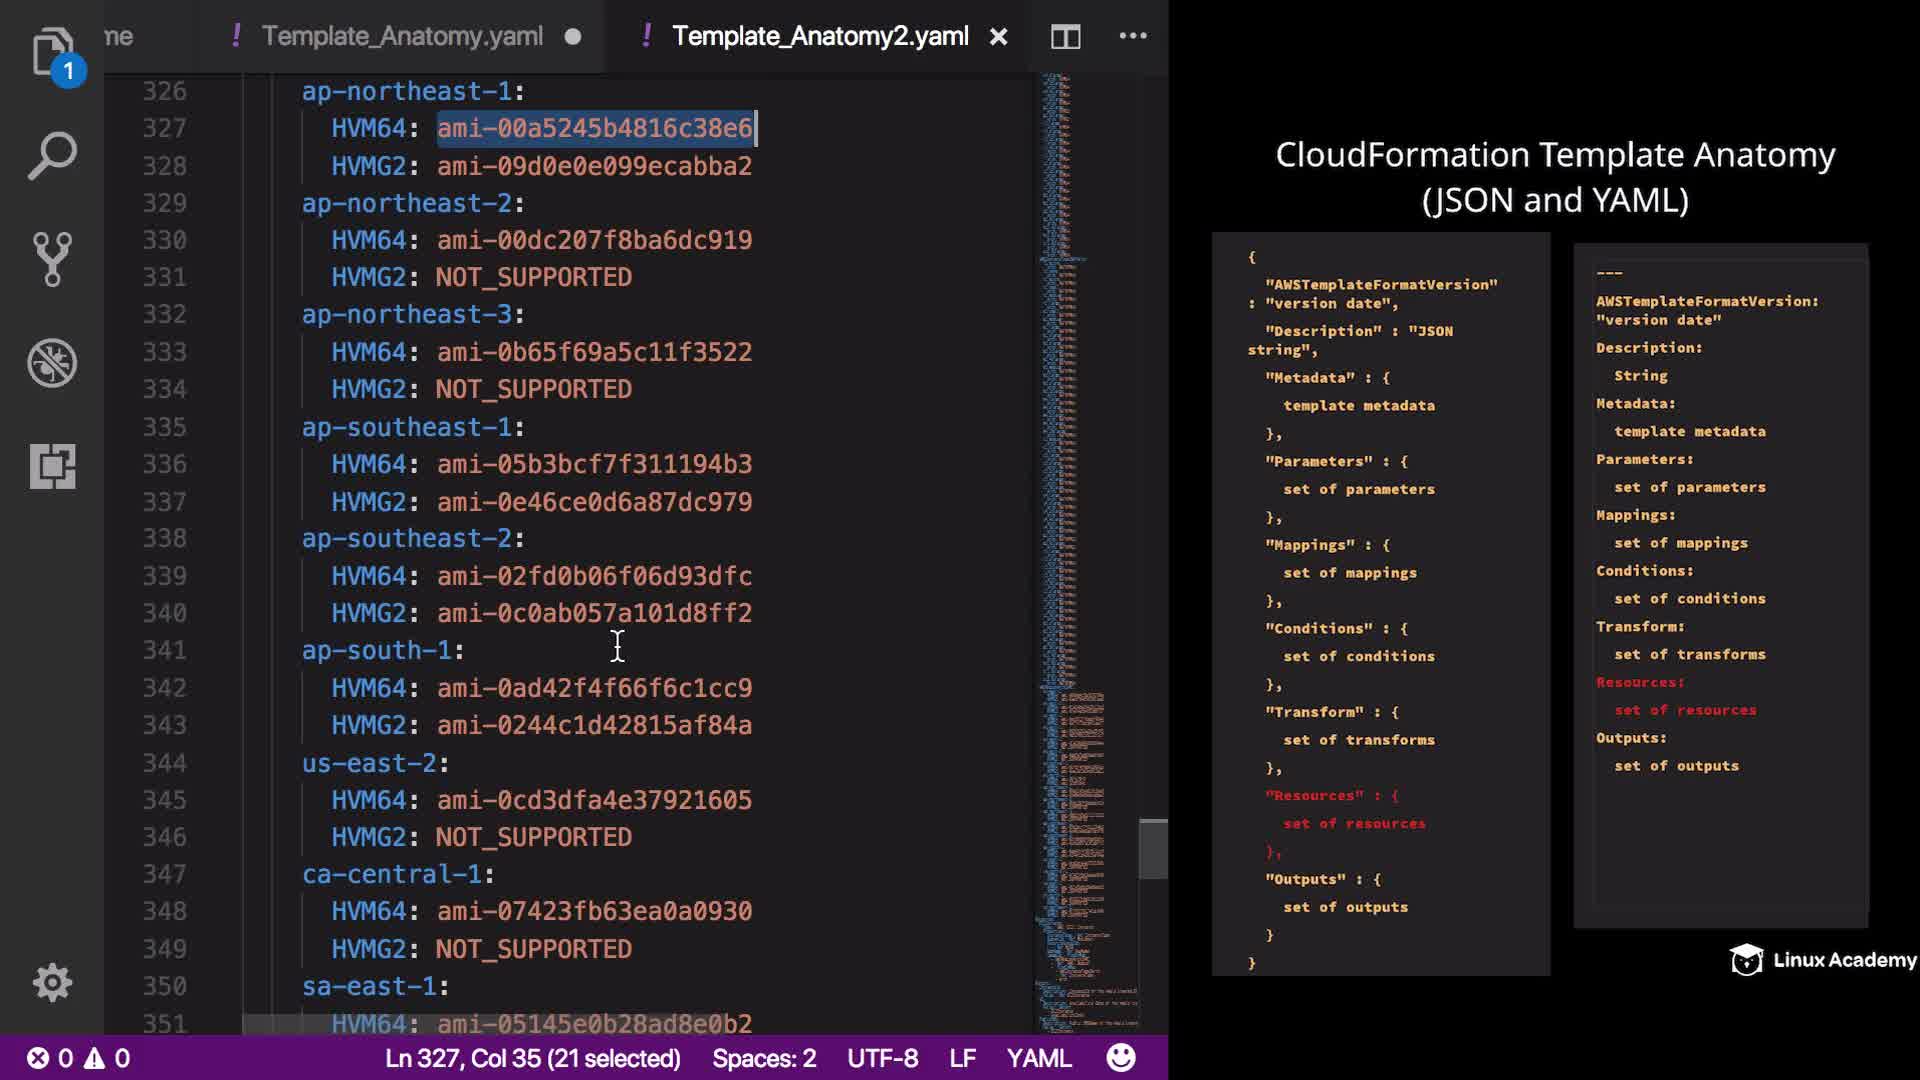 1
me
! Template_Anatomy.yaml
! Template_Anatomy2.yaml
326 ap-northeast-1:
327 HVM64: ami-00a5245b4816c38e6
328 HVMG2: ami-09d0e0e099ecabba2
329 ap-northeast-2:
330 HVM64: ami-00dc207f8ba6dc919
331 HVMG2: NOT_SUPPORTED
332 ap-northeast-3:
333 HVM64: ami-0b65f69a5c11f3522
334 HVMG2: NOT_SUPPORTED
335 ap-southeast-1:
336 HVM64: ami-05b3bcf7f311194b3
337 HVMG2: ami-0e46ce0d6a87dc979
338 ap-southeast-2:
339 HVM64: ami-02fd0b06f06d93dfc
340 HVMG2: ami-0c0ab057a101d8ff2
341 ap-south-1:
342 HVM64: ami-0ad42f4f66f6c1cc9
343 HVMG2: ami-0244c1d42815af84a
344 us-east-2:
345 HVM64: ami-0cd3dfa4e37921605
346 HVMG2: NOT_SUPPORTED
347 ca-central-1:
348 HVM64: ami-07423fb63ea0a0930
349 HVMG2: NOT_SUPPORTED
350 sa-east-1:
351 HVM64: ami-05145e0b28ad8e0b2
0 0 Ln 327, Col 35 (21 selected) Spaces: 2 UTF-8 LF YAML
CloudFormation Template Anatomy
(JSON and YAML)
{
"AWSTemplateFormatVersion"
: "version date",
"Description" : "JSON
string",
"Metadata" : {
template metadata
},
"Parameters" : {
set of parameters
},
"Mappings" : {
set of mappings
},
"Conditions" : {
set of conditions
},
"Transform" : {
set of transforms
},
"Resources" : {
set of resources
},
"Outputs" : {
set of outputs
}
}
---
AWSTemplateFormatVersion:
"version date"
Description:
String
Metadata:
template metadata
Parameters:
set of parameters
Mappings:
set of mappings
Conditions:
set of conditions
Transform:
set of transforms
Resources:
set of resources
Outputs:
set of outputs
Linux Academy